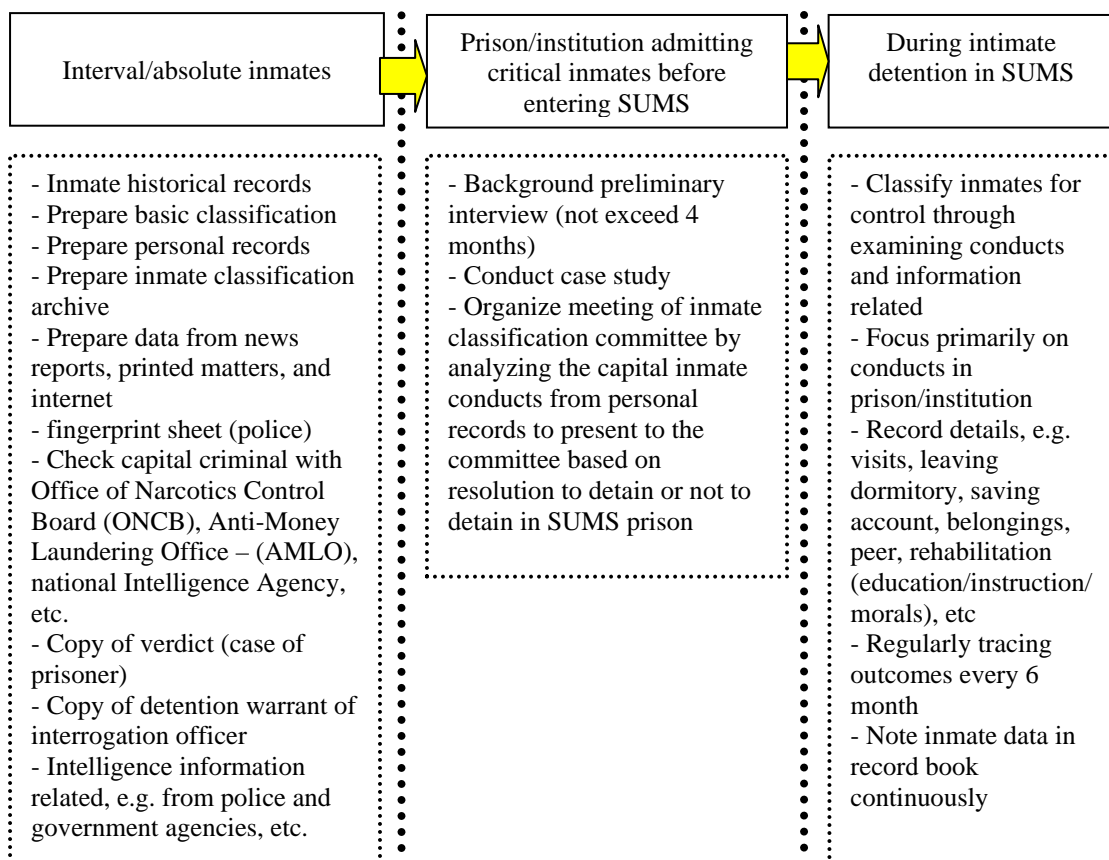 Interval/absolute inmates
Prison/institution admitting
critical inmates before
entering SUMS
During intimate
detention in SUMS
- Inmate historical records
- Prepare basic classification
- Prepare personal records
- Prepare inmate classification
archive
- Prepare data from news
reports, printed matters, and
internet
- fingerprint sheet (police)
- Check capital criminal with
Office of Narcotics Control
Board (ONCB), Anti-Money
Laundering Office – (AMLO),
national Intelligence Agency,
etc.
- Copy of verdict (case of
prisoner)
- Copy of detention warrant of
interrogation officer
- Intelligence information
related, e.g. from police and
government agencies, etc.
- Background preliminary
interview (not exceed 4
months)
- Conduct case study
- Organize meeting of inmate
classification committee by
analyzing the capital inmate
conducts from personal
records to present to the
committee based on
resolution to detain or not to
detain in SUMS prison
- Classify inmates for
control through
examining conducts
and information
related
- Focus primarily on
conducts in
prison/institution
- Record details, e.g.
visits, leaving
dormitory, saving
account, belongings,
peer, rehabilitation
(education/instruction/
morals), etc
- Regularly tracing
outcomes every 6
month
- Note inmate data in
record book
continuously